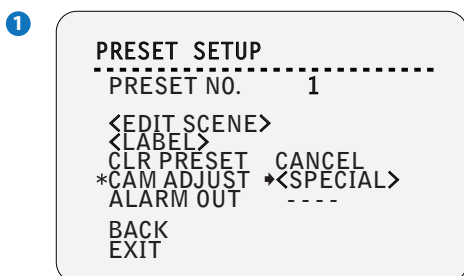 1
PRESET SETUP
PRESET NO. 1
<EDIT SCENE>
<LABEL>
CLR PRESET CANCEL
*CAM ADJUST ➧<SPECIAL>
ALARM OUT ----
BACK
EXIT